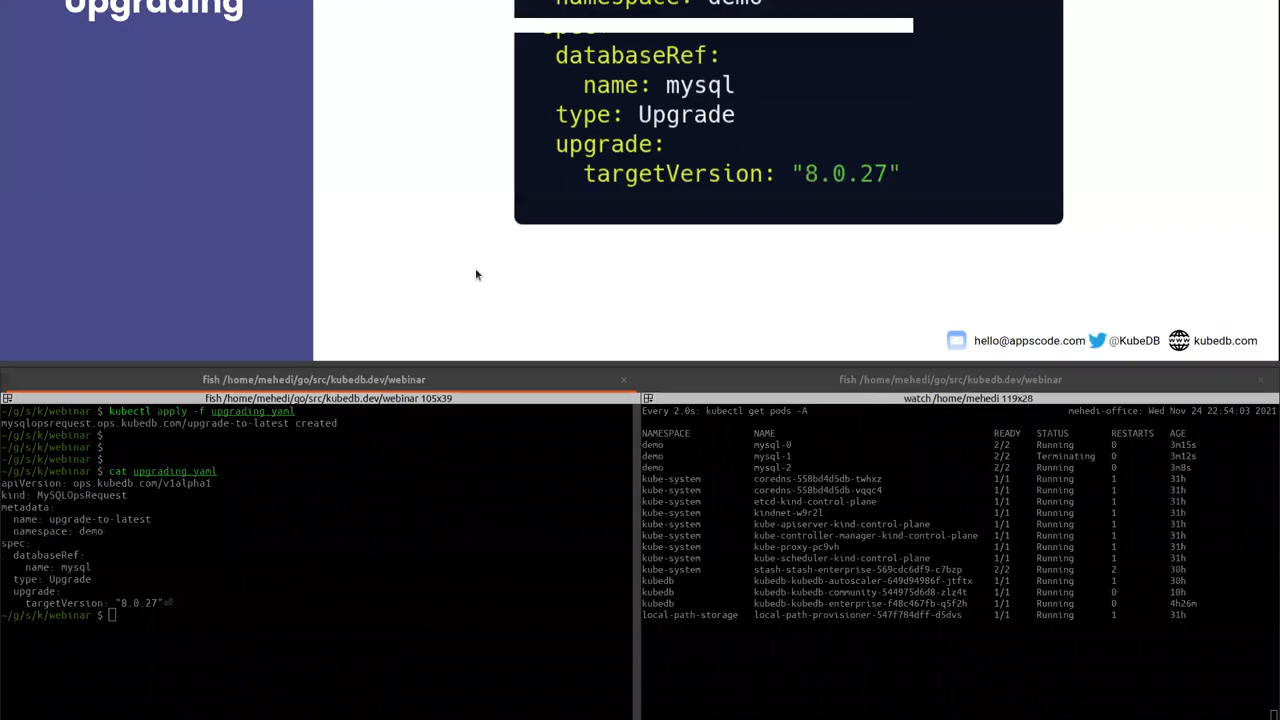 Upgrading
namespace: demo
databaseRef:
name: mysql
type: Upgrade
upgrade:
targetVersion: "8.0.27"
hello@appscode.com @KubeDB kubedb.com
fish /home/mehedi/go/src/kubedb.dev/webinar
fish /home/mehedi/go/src/kubedb.dev/webinar 105x39
~/g/s/k/webinar $ kubectl apply -f upgrading.yaml
mysqlopsrequest.ops.kubedb.com/upgrade-to-latest created
~/g/s/k/webinar $
~/g/s/k/webinar $
~/g/s/k/webinar $
~/g/s/k/webinar $ cat upgrading.yaml
apiVersion: ops.kubedb.com/v1alpha1
kind: MySQLOpsRequest
metadata:
name: upgrade-to-latest
namespace: demo
spec:
databaseRef:
name: mysql
type: Upgrade
upgrade:
targetVersion: "8.0.27"⏎
~/g/s/k/webinar $
fish /home/mehedi/go/src/kubedb.dev/webinar
watch /home/mehedi 119x28
Every 2.0s: kubectl get pods -A mehedi-office: Wed Nov 24 22:54:03 2021
NAMESPACE NAME READY STATUS RESTARTS AGE
demo mysql-0 2/2 Running 0 3m15s
demo mysql-1 2/2 Terminating 0 3m12s
demo mysql-2 2/2 Running 0 3m8s
kube-system coredns-558bd4d5db-twhxz 1/1 Running 1 31h
kube-system coredns-558bd4d5db-vqqc4 1/1 Running 1 31h
kube-system etcd-kind-control-plane 1/1 Running 1 31h
kube-system kindnet-w9r2l 1/1 Running 1 31h
kube-system kube-apiserver-kind-control-plane 1/1 Running 1 31h
kube-system kube-controller-manager-kind-control-plane 1/1 Running 1 31h
kube-system kube-proxy-pc9vh 1/1 Running 1 31h
kube-system kube-scheduler-kind-control-plane 1/1 Running 1 31h
kube-system stash-stash-enterprise-569cdc6df9-c7bzp 2/2 Running 2 30h
kubedb kubedb-kubedb-autoscaler-649d94986f-jtftx 1/1 Running 1 30h
kubedb kubedb-kubedb-community-544975d6d8-zlz4t 1/1 Running 0 10h
kubedb kubedb-kubedb-enterprise-f48c467fb-q5f2h 1/1 Running 0 4h26m
local-path-storage local-path-provisioner-547f784dff-d5dvs 1/1 Running 1 31h